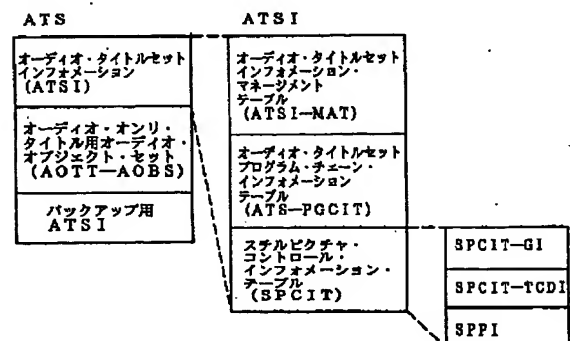 ATS
オーディオ・タイトルセット
インフォメーション
(ATSI)
オーディオ・オンリ・
タイトル用オーディオ・
オブジェクト・セット
(AOTT—AOBS)
バックアップ用
ATSI
ATSI
オーディオ・タイトルセット
インフォメーション・
マネージメント
テーブル
(ATSI—MAT)
オーディオ・タイトルセット
プログラム・チェーン・
インフォメーション
テーブル
(ATS—PGCIT)
スチルピクチャ・
コントロール・
インフォメーション・
テーブル
(SPCIT)
SPCIT—GI
SPCIT—TCDI
SPPI